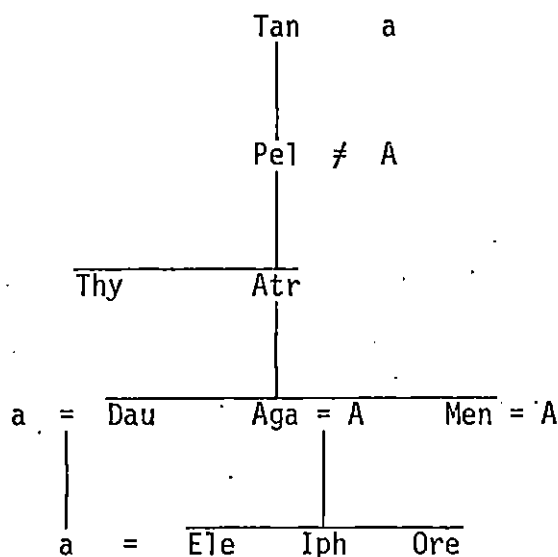 Tan a
Pel ≠ A
Thy Atr
a = Dau Aga = A Men = A
a = Ele Iph Ore